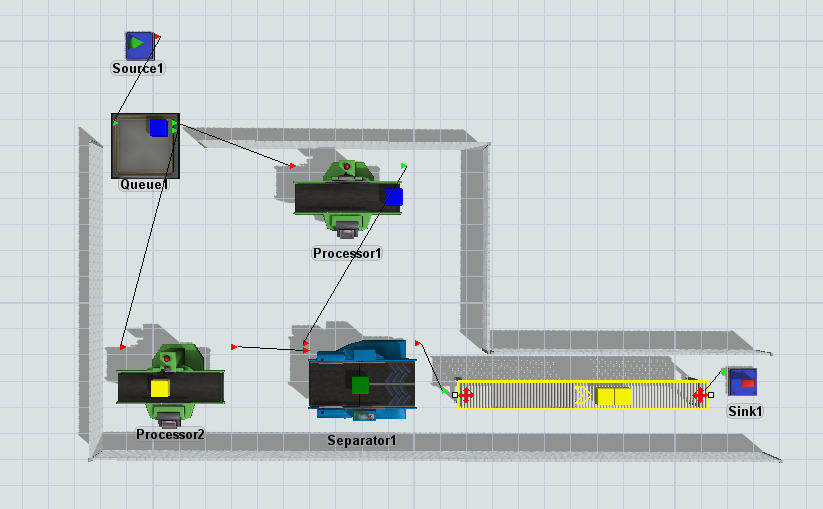 Source1
Queue1
Processor1
Processor2
Separator1
Sink1